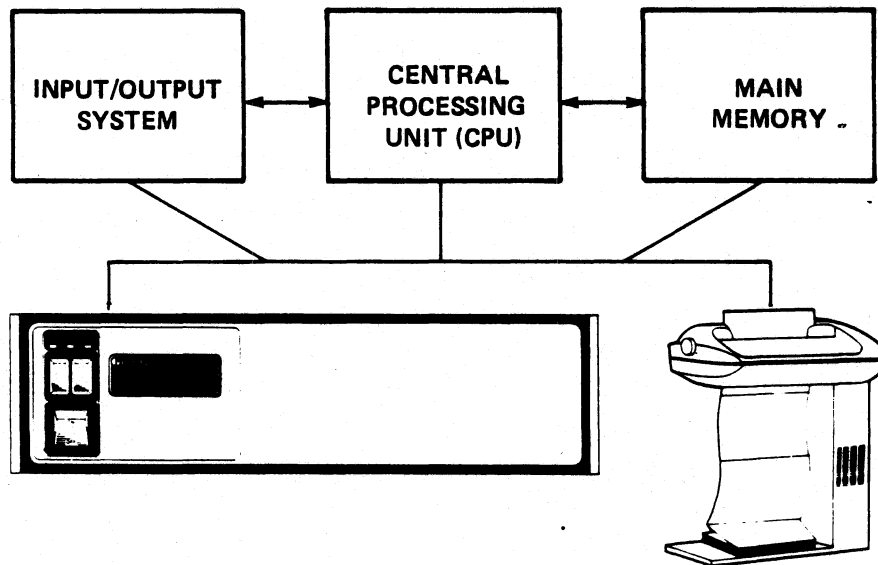 INPUT/OUTPUT
SYSTEM
CENTRAL
PROCESSING
UNIT (CPU)
MAIN
MEMORY